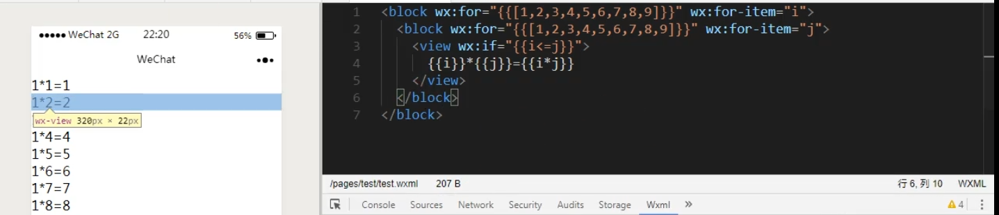 ●●●●● WeChat 2G 22:20 56%
WeChat
1*1=1
1*2=2
wx-view 320px × 22px
1*4=4
1*5=5
1*6=6
1*7=7
1*8=8
1 <block wx:for="{{[1,2,3,4,5,6,7,8,9]}}" wx:for-item="i">
2 <block wx:for="{{[1,2,3,4,5,6,7,8,9]}}" wx:for-item="j">
3 <view wx:if="{{i<=j}}">
4 {{i}}*{{j}}={{i*j}}
5 </view>
6 </block>
7 </block>
/pages/test/test.wxml 207 B 行 6, 列 10 WXML
Console Sources Network Security Audits Storage Wxml » 4